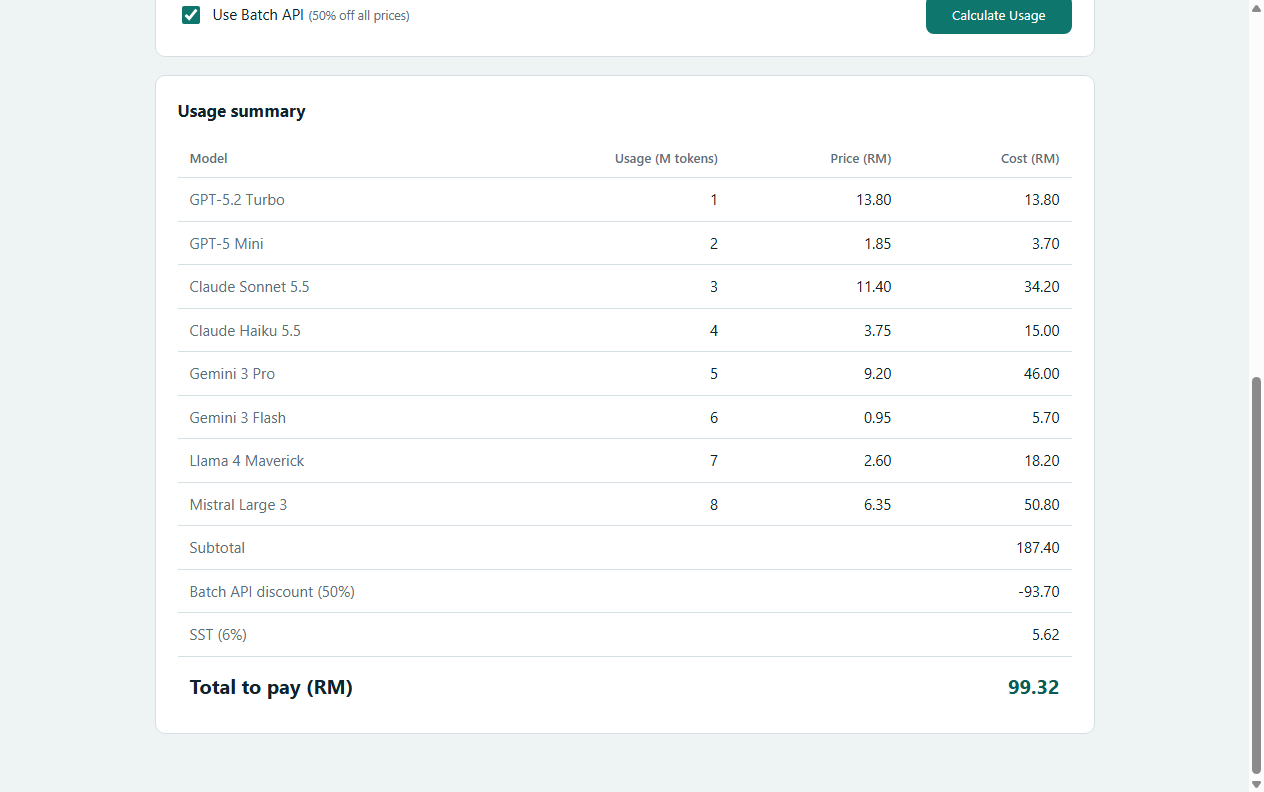 Use Batch API (50% off all prices) Calculate Usage
Usage summary
Model Usage (M tokens) Price (RM) Cost (RM)
GPT-5.2 Turbo 1 13.80 13.80
GPT-5 Mini 2 1.85 3.70
Claude Sonnet 5.5 3 11.40 34.20
Claude Haiku 5.5 4 3.75 15.00
Gemini 3 Pro 5 9.20 46.00
Gemini 3 Flash 6 0.95 5.70
Llama 4 Maverick 7 2.60 18.20
Mistral Large 3 8 6.35 50.80
Subtotal 187.40
Batch API discount (50%) -93.70
SST (6%) 5.62
Total to pay (RM) 99.32